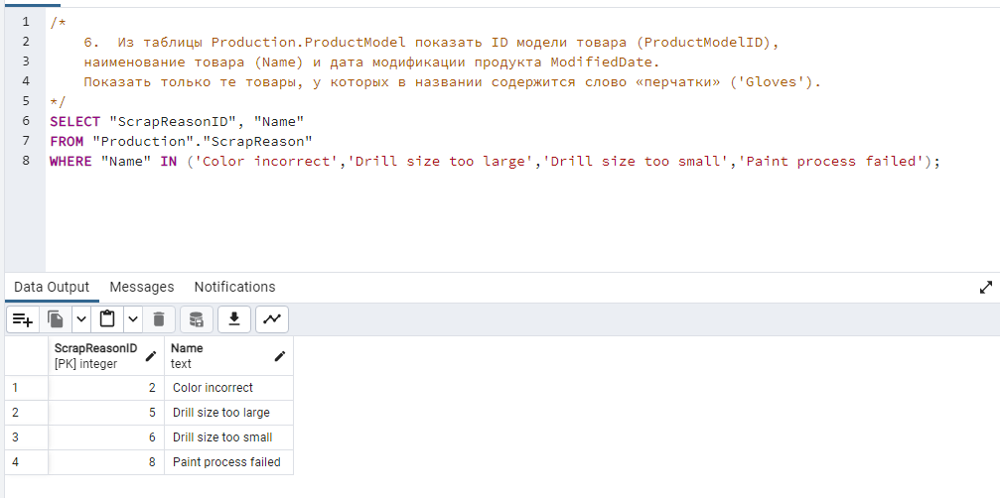 1 /*
2 6. Из таблицы Production.ProductModel показать ID модели товара (ProductModelID),
3 наименование товара (Name) и дата модификации продукта ModifiedDate.
4 Показать только те товары, у которых в названии содержится слово «перчатки» ('Gloves').
5 */
6 SELECT "ScrapReasonID", "Name"
7 FROM "Production"."ScrapReason"
8 WHERE "Name" IN ('Color incorrect','Drill size too large','Drill size too small','Paint process failed');
Data Output Messages Notifications
ScrapReasonID Name
[PK] integer text
1 2 Color incorrect
2 5 Drill size too large
3 6 Drill size too small
4 8 Paint process failed